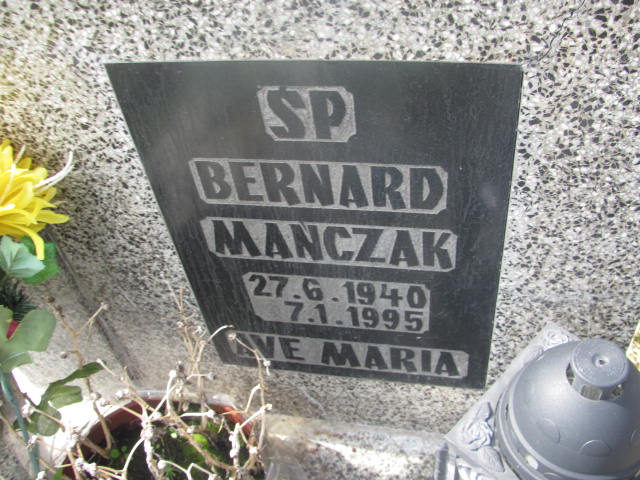 ŚP
BERNARD
MAŃCZAK
27.6.1940
7.1.1995
AVE MARIA